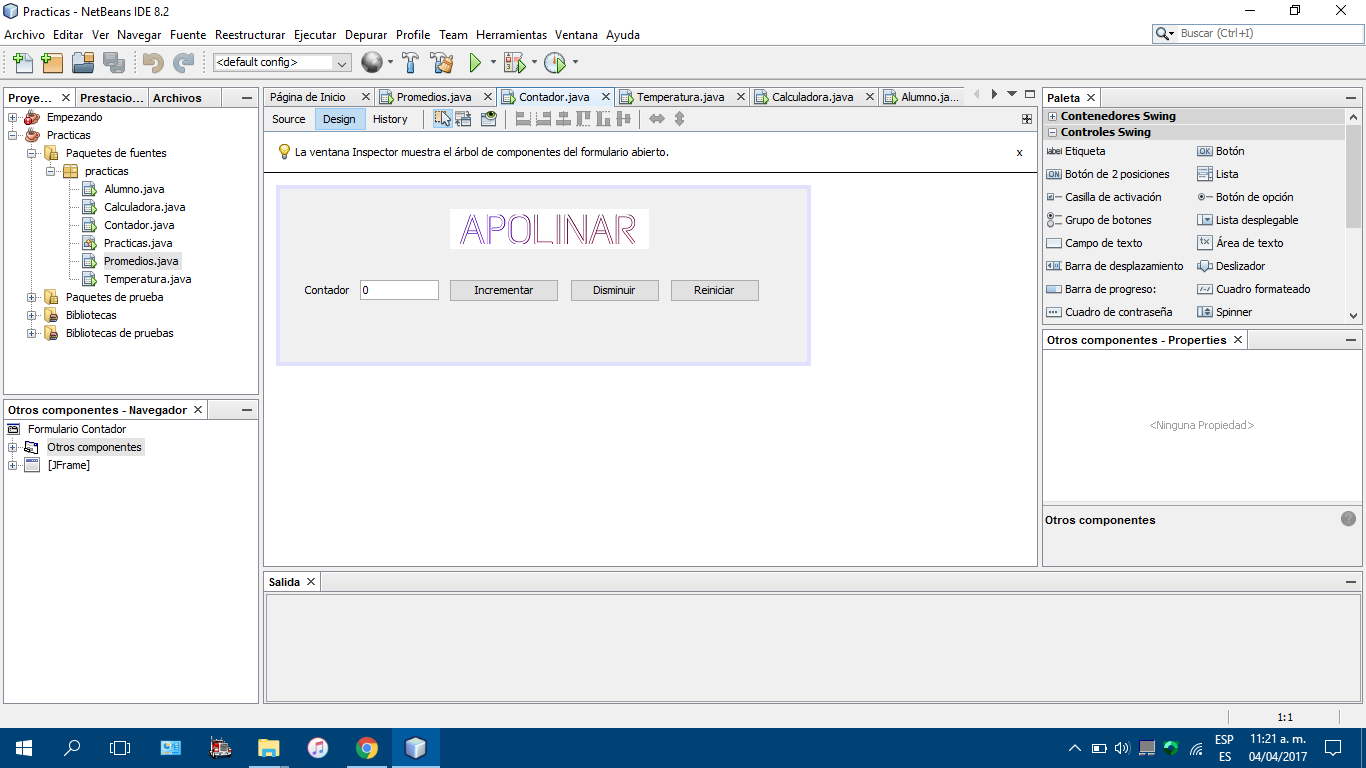 Practicas - NetBeans IDE 8.2
Archivo Editar Ver Navegar Fuente Reestructurar Ejecutar Depurar Profile Team Herramientas Ventana Ayuda
Buscar (Ctrl+I)
<default config>
Proye... Prestacio... Archivos
Empezando
Practicas
Paquetes de fuentes
practicas
Alumno.java
Calculadora.java
Contador.java
Practicas.java
Promedios.java
Temperatura.java
Paquetes de prueba
Bibliotecas
Bibliotecas de pruebas
Otros componentes - Navegador
Formulario Contador
Otros componentes
[JFrame]
Página de Inicio Promedios.java Contador.java Temperatura.java Calculadora.java Alumno.ja...
Source Design History
La ventana Inspector muestra el árbol de componentes del formulario abierto. x
APOLINAR
Contador 0 Incrementar Disminuir Reiniciar
Salida
Paleta
Contenedores Swing
Controles Swing
label Etiqueta OK Botón
ON Botón de 2 posiciones Lista
Casilla de activación Botón de opción
Grupo de botones Lista desplegable
Campo de texto Área de texto
Barra de desplazamiento Deslizador
Barra de progreso: Cuadro formateado
Cuadro de contraseña Spinner
Otros componentes - Properties
<Ninguna Propiedad>
Otros componentes
1:1
ESP 11:21 a. m.
ES 04/04/2017